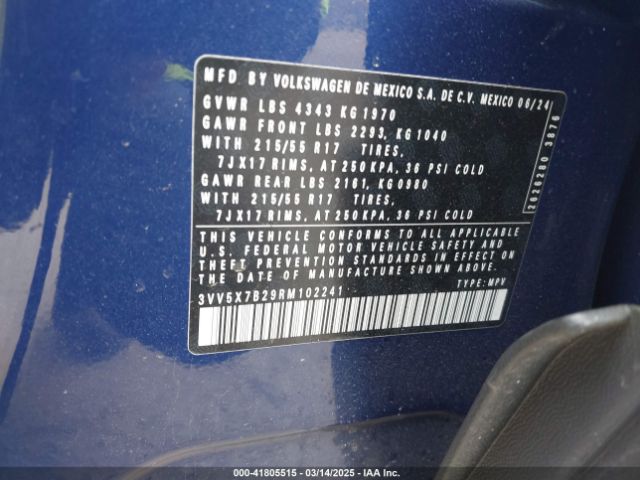 MFD BY VOLKSWAGEN DE MEXICO S.A. DE C.V. MEXICO 06/24
GVWR LBS 4343 KG 1970
GAWR FRONT LBS 2293, KG 1040
WITH 215/55 R17 TIRES,
7JX17 RIMS, AT 250 KPA, 36 PSI COLD
GAWR REAR LBS 2161, KG 0980
WITH 215/55 R17 TIRES,
7JX17 RIMS, AT 250 KPA, 36 PSI COLD
2626280 3876
THIS VEHICLE CONFORMS TO ALL APPLICABLE
U.S. FEDERAL MOTOR VEHICLE SAFETY AND
THEFT PREVENTION STANDARDS IN EFFECT ON
THE DATE OF MANUFACTURE SHOWN ABOVE
3VV5X7B29RM102241 TYPE: MPV
WWW.IAAI.COM - 41805515 - 03/14/2025 - IAA Inc.